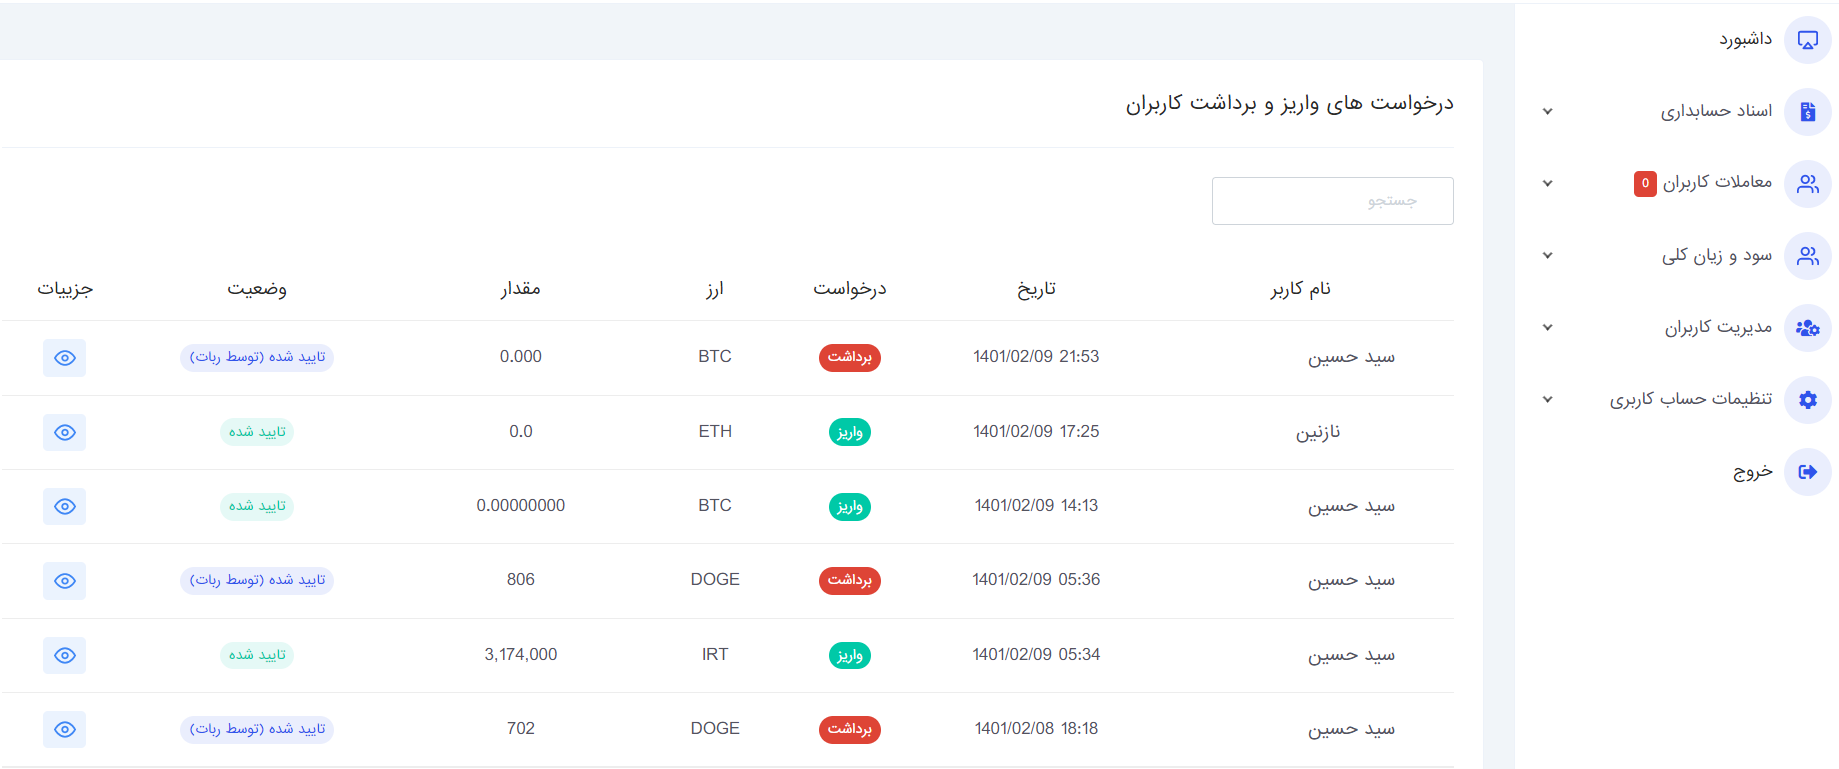 داشبورد
اسناد حسابداری
معاملات کاربران 0
سود و زیان کلی
مدیریت کاربران
تنظیمات حساب کاربری
خروج
درخواست های واریز و برداشت کاربران
جستجو
نام کاربر تاریخ درخواست ارز مقدار وضعیت جزییات
سید حسین 1401/02/09 21:53 برداشت BTC 0.000 تایید شده (توسط ربات)
نازنین 1401/02/09 17:25 واریز ETH 0.0 تایید شده
سید حسین 1401/02/09 14:13 واریز BTC 0.00000000 تایید شده
سید حسین 1401/02/09 05:36 برداشت DOGE 806 تایید شده (توسط ربات)
سید حسین 1401/02/09 05:34 واریز IRT 3,174,000 تایید شده
سید حسین 1401/02/08 18:18 برداشت DOGE 702 تایید شده (توسط ربات)